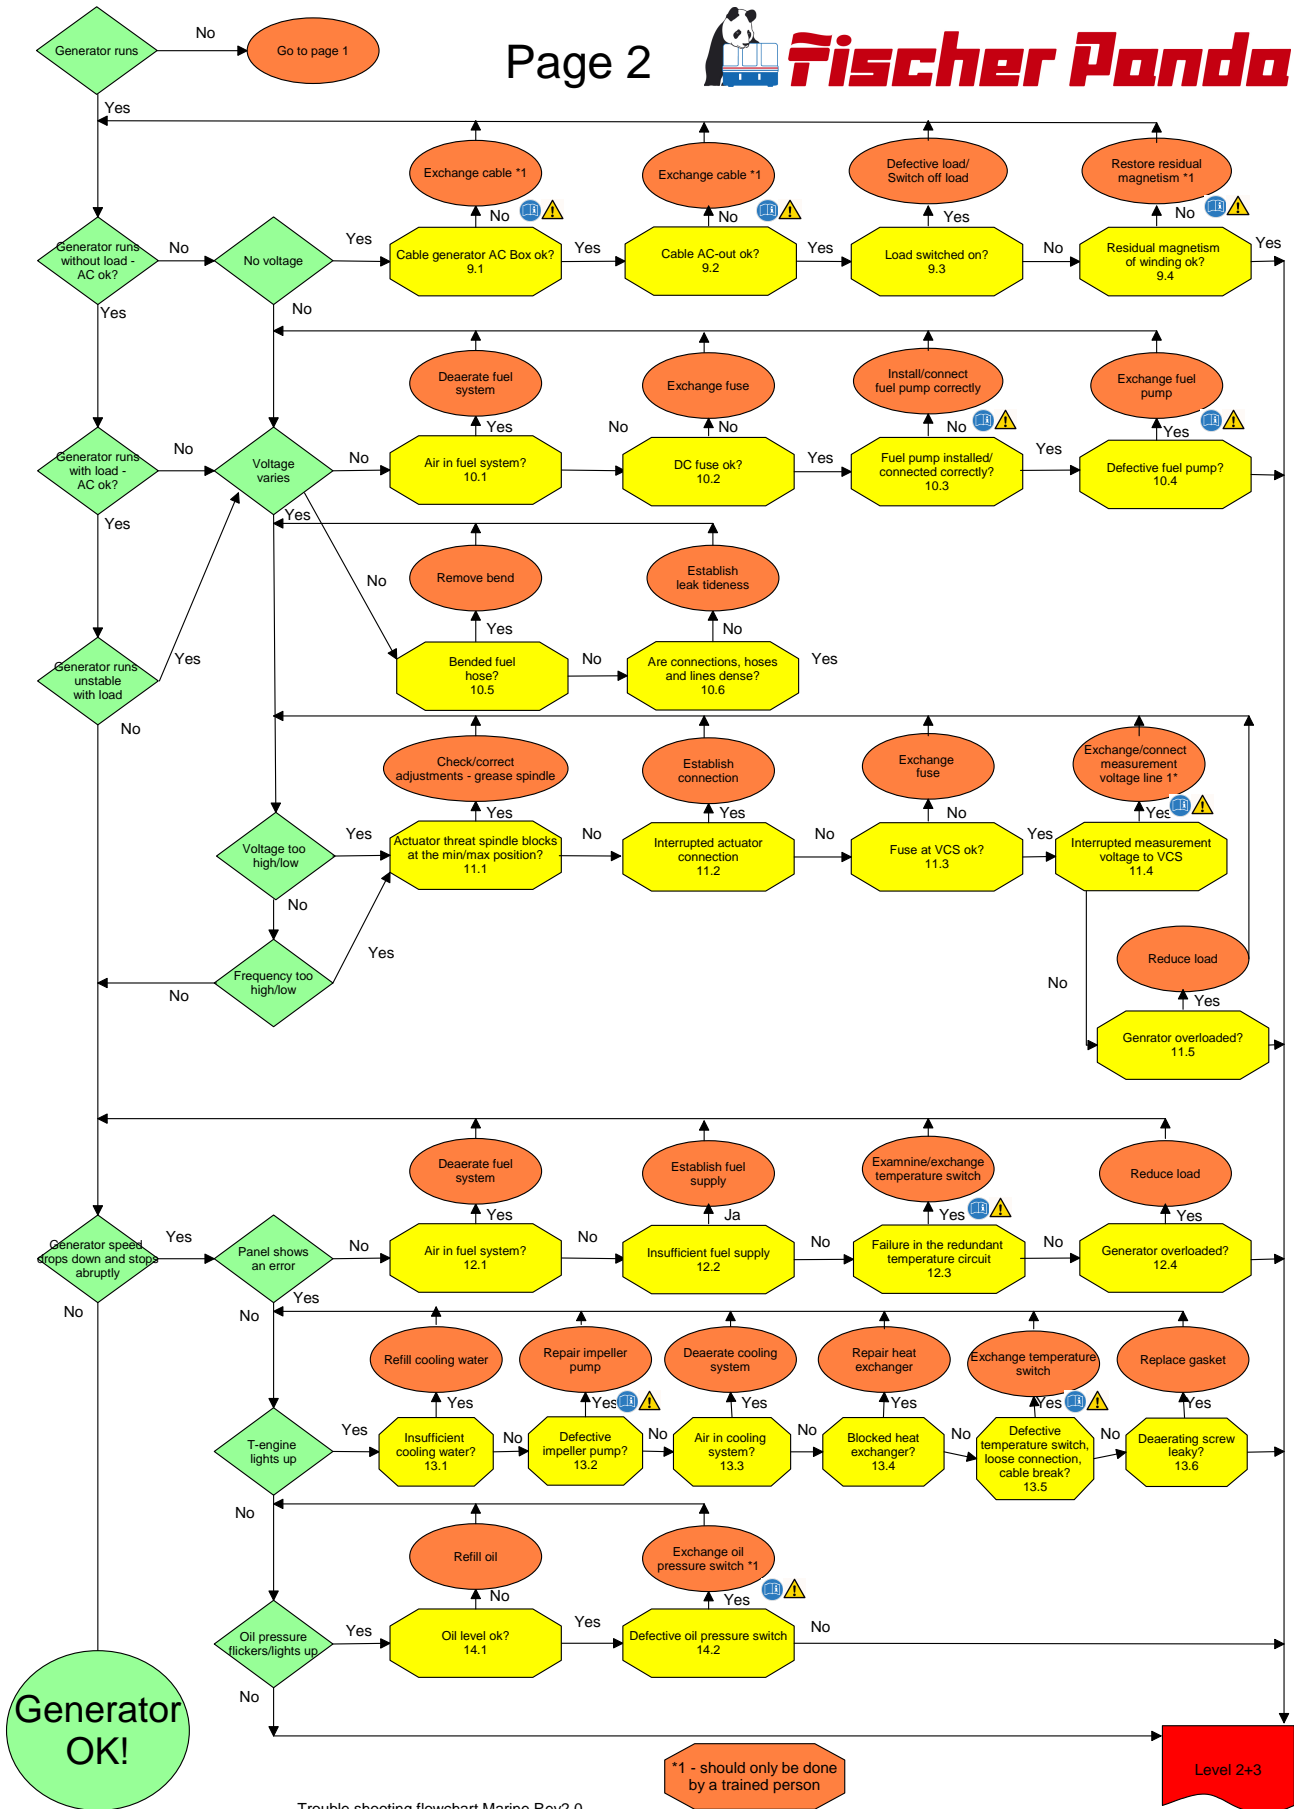 Generator runs
No
Go to page 1
Page 2
Fischer Panda
Yes
Exchange cable *1
Exchange cable *1
Defective load/
Switch off load
Restore residual
magnetism *1
No
No
Yes
No
Generator runs
without load -
AC ok?
No
No voltage
Yes
Cable generator AC Box ok?
9.1
Yes
Cable AC-out ok?
9.2
Yes
Load switched on?
9.3
No
Residual magnetism
of winding ok?
9.4
Yes
Yes
No
Deaerate fuel
system
Exchange fuse
Install/connect
fuel pump correctly
Exchange fuel
pump
Yes
No
No
No
Yes
Generator runs
with load -
AC ok?
No
Voltage
varies
No
Air in fuel system?
10.1
DC fuse ok?
10.2
Yes
Fuel pump installed/
connected correctly?
10.3
Yes
Defective fuel pump?
10.4
Yes
Yes
Remove bend
Establish
leak tideness
No
Yes
No
Generator runs
unstable
with load
Yes
Bended fuel
hose?
10.5
No
Are connections, hoses
and lines dense?
10.6
Yes
No
Check/correct
adjustments - grease spindle
Establish
connection
Exchange
fuse
Exchange/connect
measurement
voltage line 1*
Yes
Yes
No
Yes
Voltage too
high/low
Yes
Actuator threat spindle blocks
at the min/max position?
11.1
No
Interrupted actuator
connection
11.2
No
Fuse at VCS ok?
11.3
Yes
Interrupted measurement
voltage to VCS
11.4
No
Yes
Frequency too
high/low
No
Reduce load
No
Yes
Genrator overloaded?
11.5
Deaerate fuel
system
Establish fuel
supply
Examnine/exchange
temperature switch
Reduce load
Yes
Ja
Yes
Yes
Generator speed
drops down and stops
abruptly
Yes
Panel shows
an error
No
Air in fuel system?
12.1
No
Insufficient fuel supply
12.2
No
Failure in the redundant
temperature circuit
12.3
No
Generator overloaded?
12.4
No
No
Yes
Refill cooling water
Repair impeller
pump
Deaerate cooling
system
Repair heat
exchanger
Exchange temperature
switch
Replace gasket
Yes
Yes
Yes
Yes
Yes
Yes
T-engine
lights up
Yes
Insufficient
cooling water?
13.1
No
Defective
impeller pump?
13.2
No
Air in cooling
system?
13.3
No
Blocked heat
exchanger?
13.4
No
Defective
temperature switch,
loose connection,
cable break?
13.5
No
Deaerating screw
leaky?
13.6
No
Refill oil
Exchange oil
pressure switch *1
No
Yes
Oil pressure
flickers/lights up
Yes
Oil level ok?
14.1
Yes
Defective oil pressure switch
14.2
No
No
Generator
OK!
*1 - should only be done
by a trained person
Level 2+3
Trouble shooting flowchart Marine Rev2.0